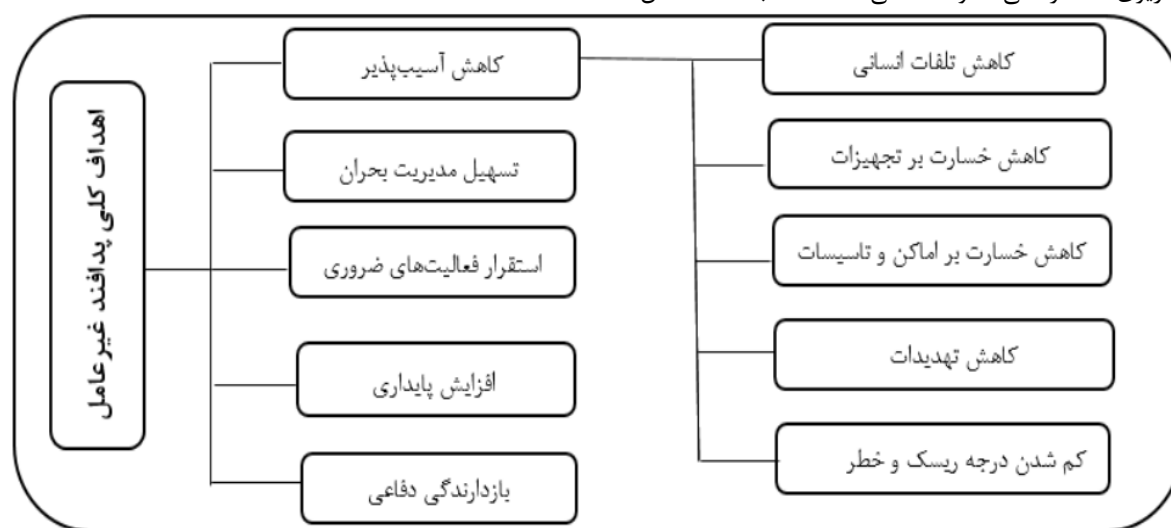 اهداف کلی پدافند غیرعامل
کاهش آسیب‌پذیر
تسهیل مدیریت بحران
استقرار فعالیت‌های ضروری
افزایش پایداری
بازدارندگی دفاعی
کاهش تلفات انسانی
کاهش خسارت بر تجهیزات
کاهش خسارت بر اماکن و تاسیسات
کاهش تهدیدات
کم شدن درجه ریسک و خطر